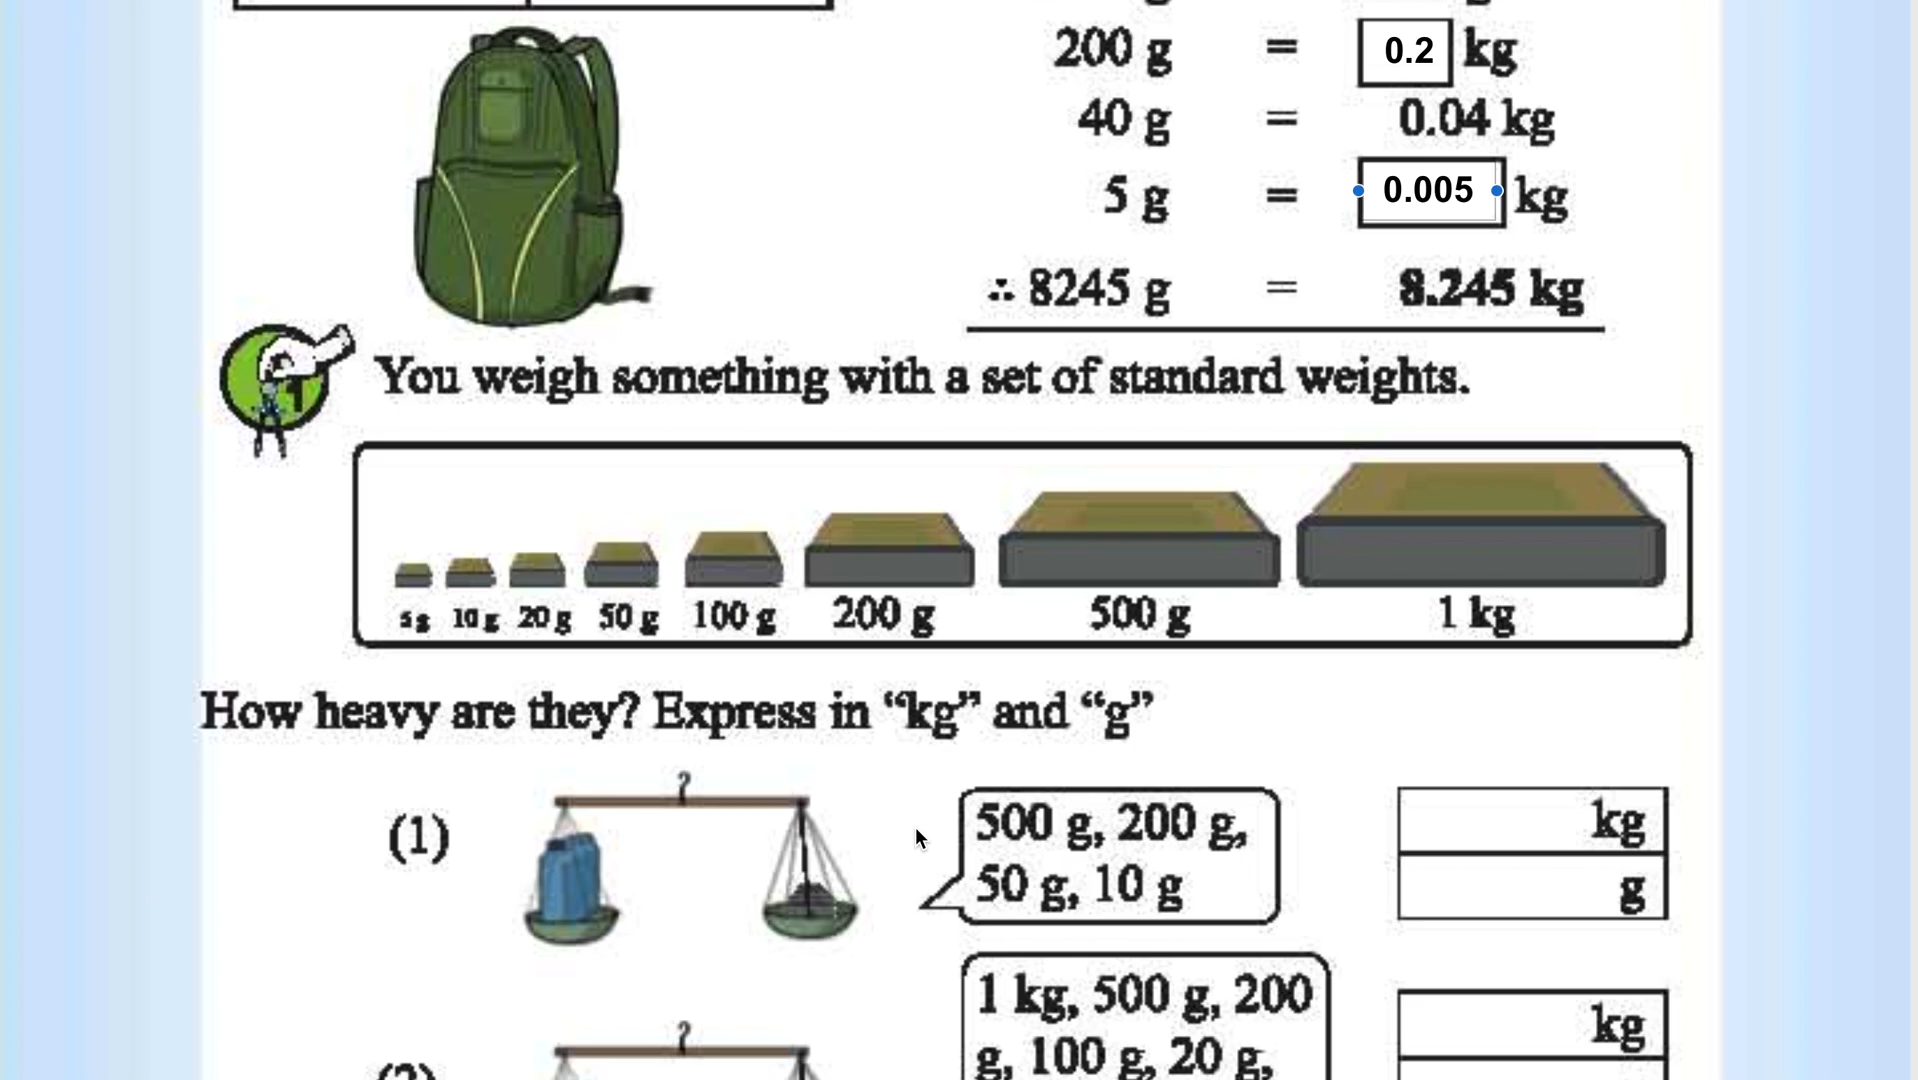 200 g = 0.2 kg
40 g = 0.04 kg
5 g = 0.005 kg
∴ 8245 g = 8.245 kg
1 You weigh something with a set of standard weights.
5 g 10 g 20 g 50 g 100 g 200 g 500 g 1 kg
How heavy are they? Express in “kg” and “g”
(1)
?
500 g, 200 g,
50 g, 10 g
kg
g
?
1 kg, 500 g, 200
g, 100 g, 20 g,
kg